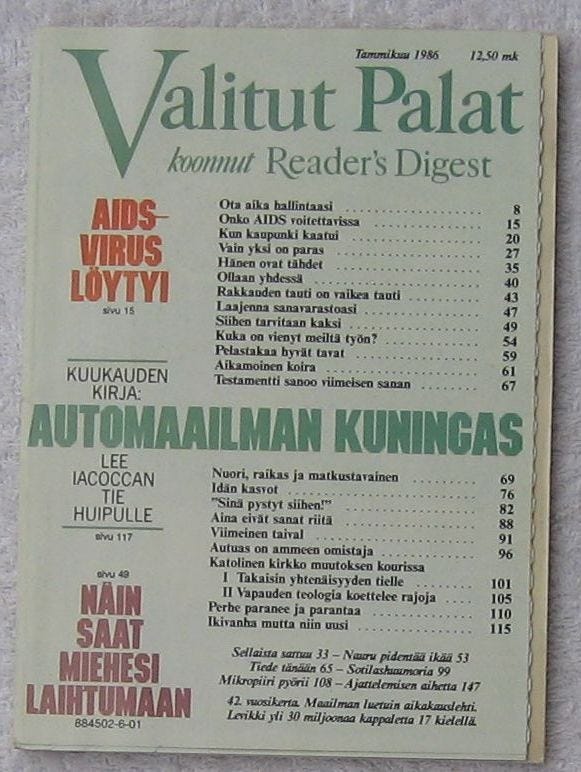 Tammikuu 1986 12,50 mk
Valitut Palat
koonnut Reader's Digest
AIDS-
VIRUS
LÖYTYI
sivu 15
Ota aika hallintaasi 8
Onko AIDS voitettavissa 15
Kun kaupunki kaatui 20
Vain yksi on paras 27
Hänen ovat tähdet 35
Ollaan yhdessä 40
Rakkauden tauti on vaikea tauti 43
Laajenna sanavarastoasi 47
Siihen tarvitaan kaksi 49
Kuka on vienyt meiltä työn? 54
Pelastakaa hyvät tavat 59
Aikamoinen koira 61
Testamentti sanoo viimeisen sanan 67
KUUKAUDEN
KIRJA:
AUTOMAAILMAN KUNINGAS
LEE
IACOCCAN
TIE
HUIPULLE
sivu 117
Nuori, raikas ja matkustavainen 69
Idän kasvot 76
"Sinä pystyt siihen!" 82
Aina eivät sanat riitä 88
Viimeinen taival 91
Autuas on ammeen omistaja 96
Katolinen kirkko muutoksen kourissa
I Takaisin yhtenäisyyden tielle 101
II Vapauden teologia koettelee rajoja 105
Perhe paranee ja parantaa 110
Ikivanha mutta niin uusi 115
sivu 49
NÄIN
SAAT
MIEHESI
LAIHTUMAAN
884502-6-01
Sellaista sattuu 33 – Nauru pidentää ikää 53
Tiede tänään 65 – Sotilashuumoria 99
Mikropiiri pyörii 108 – Ajattelemisen aihetta 147
42. vuosikerta. Maailman luetuin aikakauslehti.
Levikki yli 30 miljoonaa kappaletta 17 kielellä.